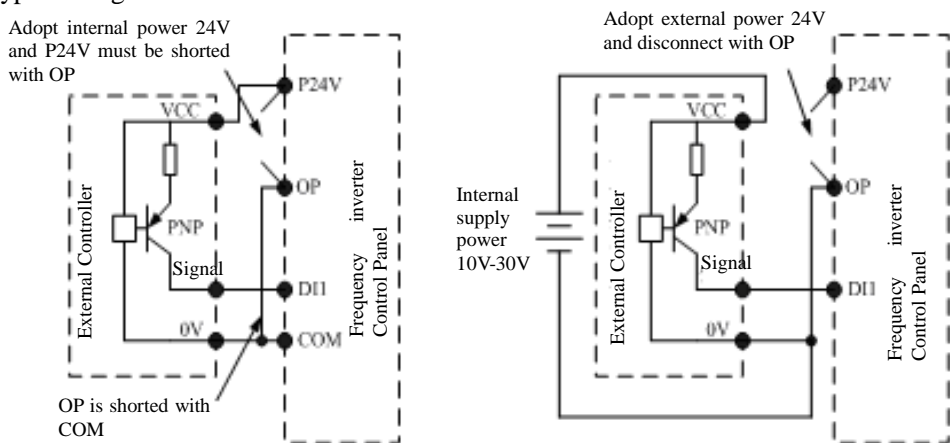 Adopt internal power 24V
and P24V must be shorted
with OP
P24V
VCC
OP
External Controller
PNP
Signal
DI1
0V
COM
Frequency inverter
Control Panel
OP is shorted with
COM
Adopt external power 24V
and disconnect with OP
P24V
VCC
OP
Internal
supply
power
10V-30V
External Controller
PNP
Signal
DI1
0V
Frequency inverter
Control Panel